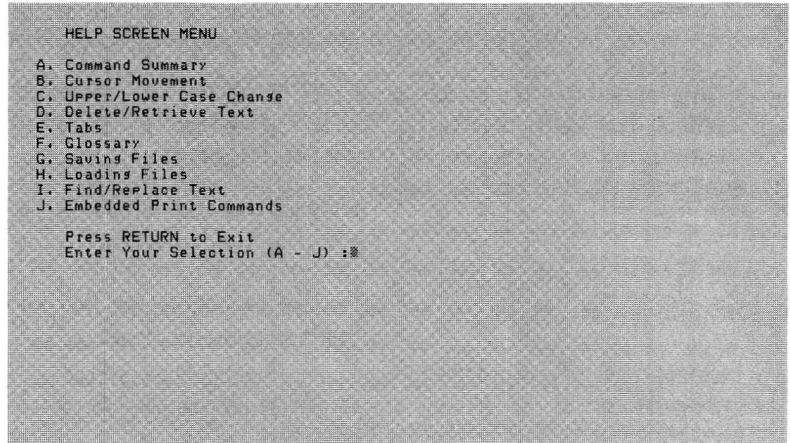 HELP SCREEN MENU
A. Command Summary
B. Cursor Movement
C. Upper/Lower Case Change
D. Delete/Retrieve Text
E. Tabs
F. Glossary
G. Saving Files
H. Loading Files
I. Find/Replace Text
J. Embedded Print Commands
Press RETURN to Exit
Enter Your Selection (A - J) :